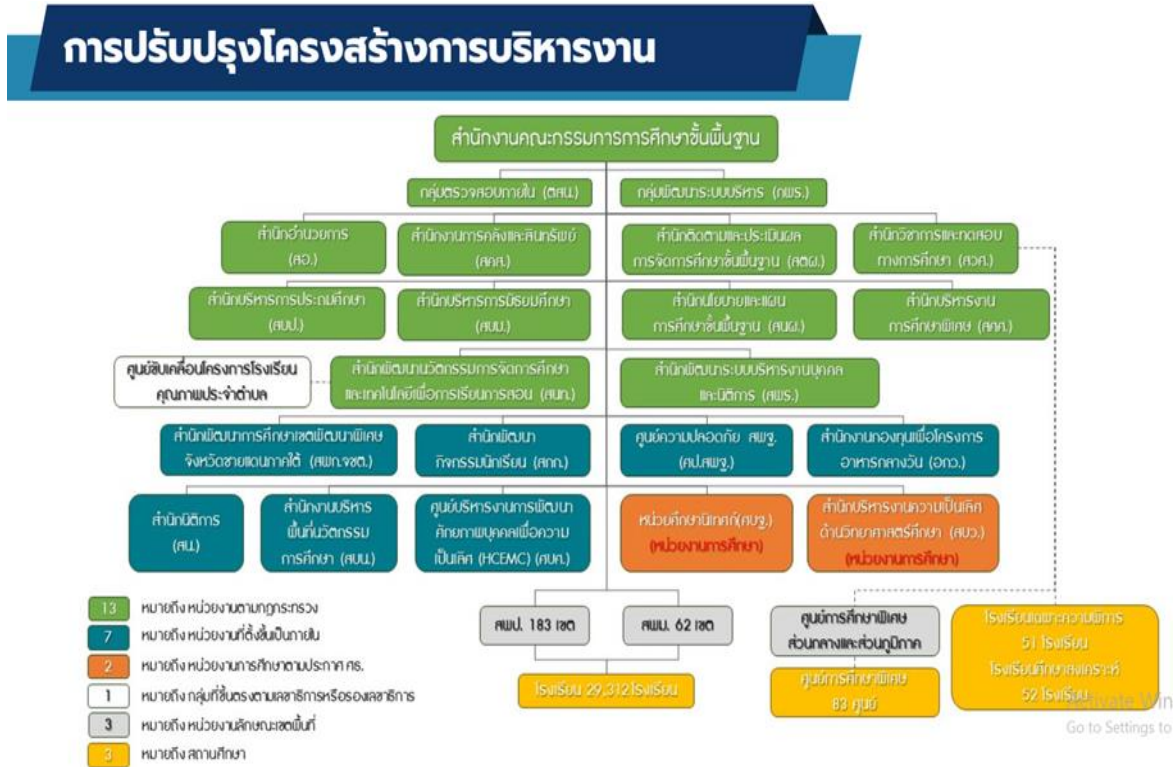 การปรับปรุงโครงสร้างการบริหารงาน
สำนักงานคณะกรรมการการศึกษาขั้นพื้นฐาน
กลุ่มตรวจสอบภายใน (ตสน.)
กลุ่มพัฒนาระบบบริหาร (กพร.)
สำนักอำนวยการ
(สอ.)
สำนักงานการคลังและสินทรัพย์
(สคส.)
สำนักติดตามและประเมินผล
การจัดการศึกษาขั้นพื้นฐาน (สตผ.)
สำนักวิชาการและทดสอบ
ทางการศึกษา (สวศ.)
สำนักบริหารการประถมศึกษา
(สบป.)
สำนักบริหารการมัธยมศึกษา
(สบม.)
สำนักนโยบายและแผน
การศึกษาขั้นพื้นฐาน (สนผ.)
สำนักบริหารงาน
การศึกษาพิเศษ (สศศ.)
ศูนย์ขับเคลื่อนโครงการโรงเรียน
คุณภาพประจำตำบล
สำนักพัฒนานวัตกรรมการจัดการศึกษา
และเทคโนโลยีเพื่อการเรียนการสอน (สนท.)
สำนักพัฒนาระบบบริหารงานบุคคล
และนิติการ (สพร.)
สำนักพัฒนาการศึกษาเขตพัฒนาพิเศษ
จังหวัดชายแดนภาคใต้ (สพก.จชต.)
สำนักพัฒนา
กิจกรรมนักเรียน (สกก.)
ศูนย์ความปลอดภัย สพฐ.
(ศป.สพฐ.)
สำนักงานกองทุนเพื่อโครงการ
อาหารกลางวัน (อกว.)
สำนักนิติการ
(สน.)
สำนักงานบริหาร
พื้นที่นวัตกรรม
การศึกษา (สบน.)
ศูนย์บริหารงานการพัฒนา
ศักยภาพบุคคลเพื่อความ
เป็นเลิศ (HCEMC) (ศบศ.)
หน่วยศึกษานิเทศก์(ศนฐ.)
(หน่วยงานการศึกษา)
สำนักบริหารงานความเป็นเลิศ
ด้านวิทยาศาสตร์ศึกษา (สบว.)
(หน่วยงานการศึกษา)
13 หมายถึง หน่วยงานตามกฎกระทรวง
7 หมายถึง หน่วยงานที่ตั้งขึ้นเป็นภายใน
2 หมายถึง หน่วยงานการศึกษาตามประกาศ ศธ.
1 หมายถึง กลุ่มที่ขึ้นตรงตามเลขาธิการหรือรองเลขาธิการ
3 หมายถึง หน่วยงานลักษณะเขตพื้นที่
3 หมายถึง สถานศึกษา
สพป. 183 เขต
สพม. 62 เขต
โรงเรียน 29,312 โรงเรียน
ศูนย์การศึกษาพิเศษ
ส่วนกลางและส่วนภูมิภาค
ศูนย์การศึกษาพิเศษ
83 ศูนย์
โรงเรียนเฉพาะความพิการ
51 โรงเรียน
โรงเรียนศึกษาสงเคราะห์
52 โรงเรียน
Activate Win
Go to Settings to